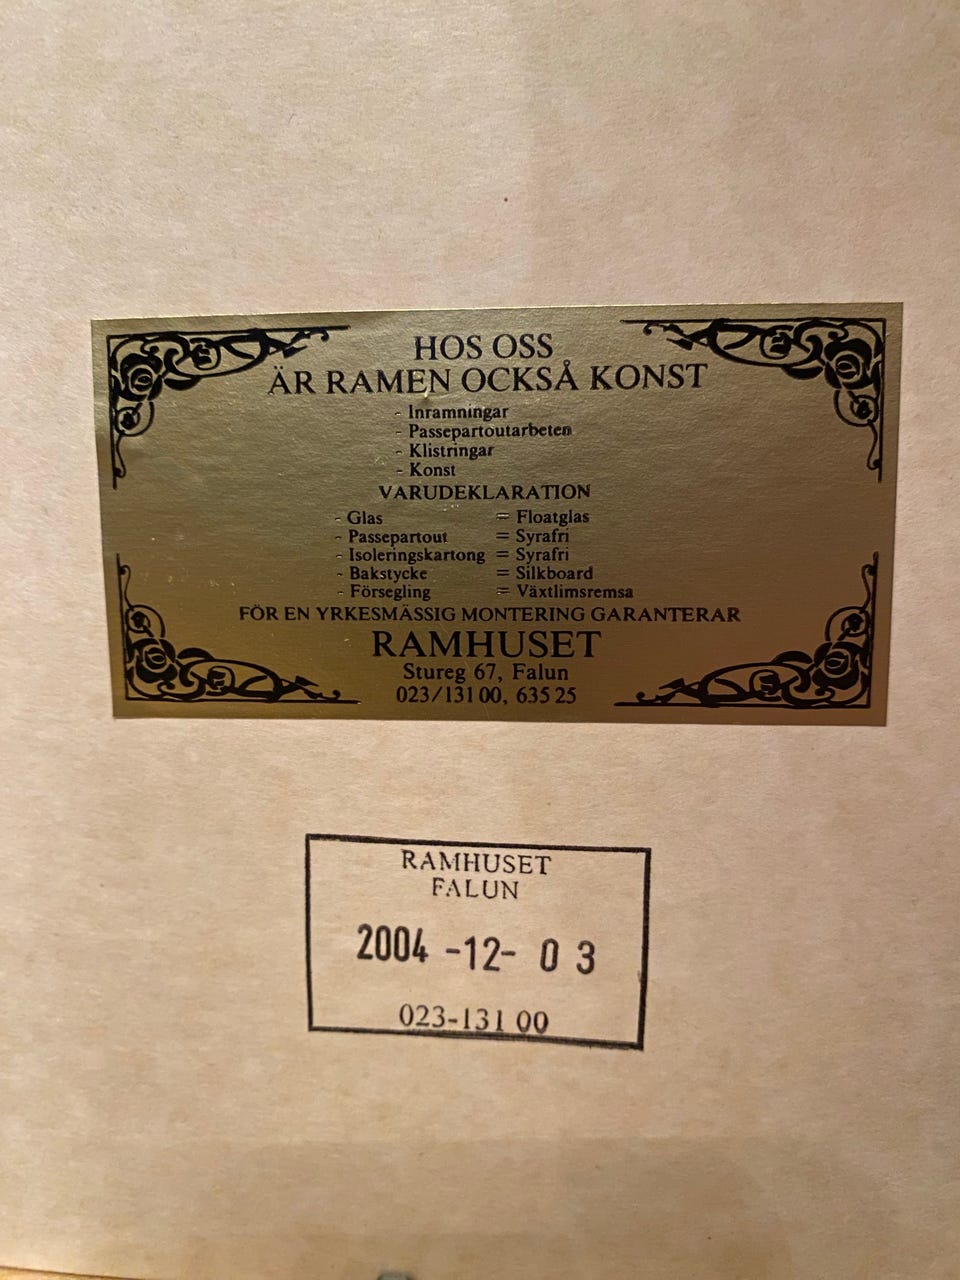 HOS OSS
ÄR RAMEN OCKSÅ KONST
- Inramningar
- Passepartoutarbeten
- Klistringar
- Konst
VARUDEKLARATION
- Glas = Floatglas
- Passepartout = Syrafri
- Isoleringskartong = Syrafri
- Bakstycke = Silkboard
- Försegling = Växtlimsremsa
FÖR EN YRKESMÄSSIG MONTERING GARANTERAR
RAMHUSET
Stureg 67, Falun
023/131 00, 635 25
RAMHUSET
FALUN
2004 -12- 0 3
023-131 00